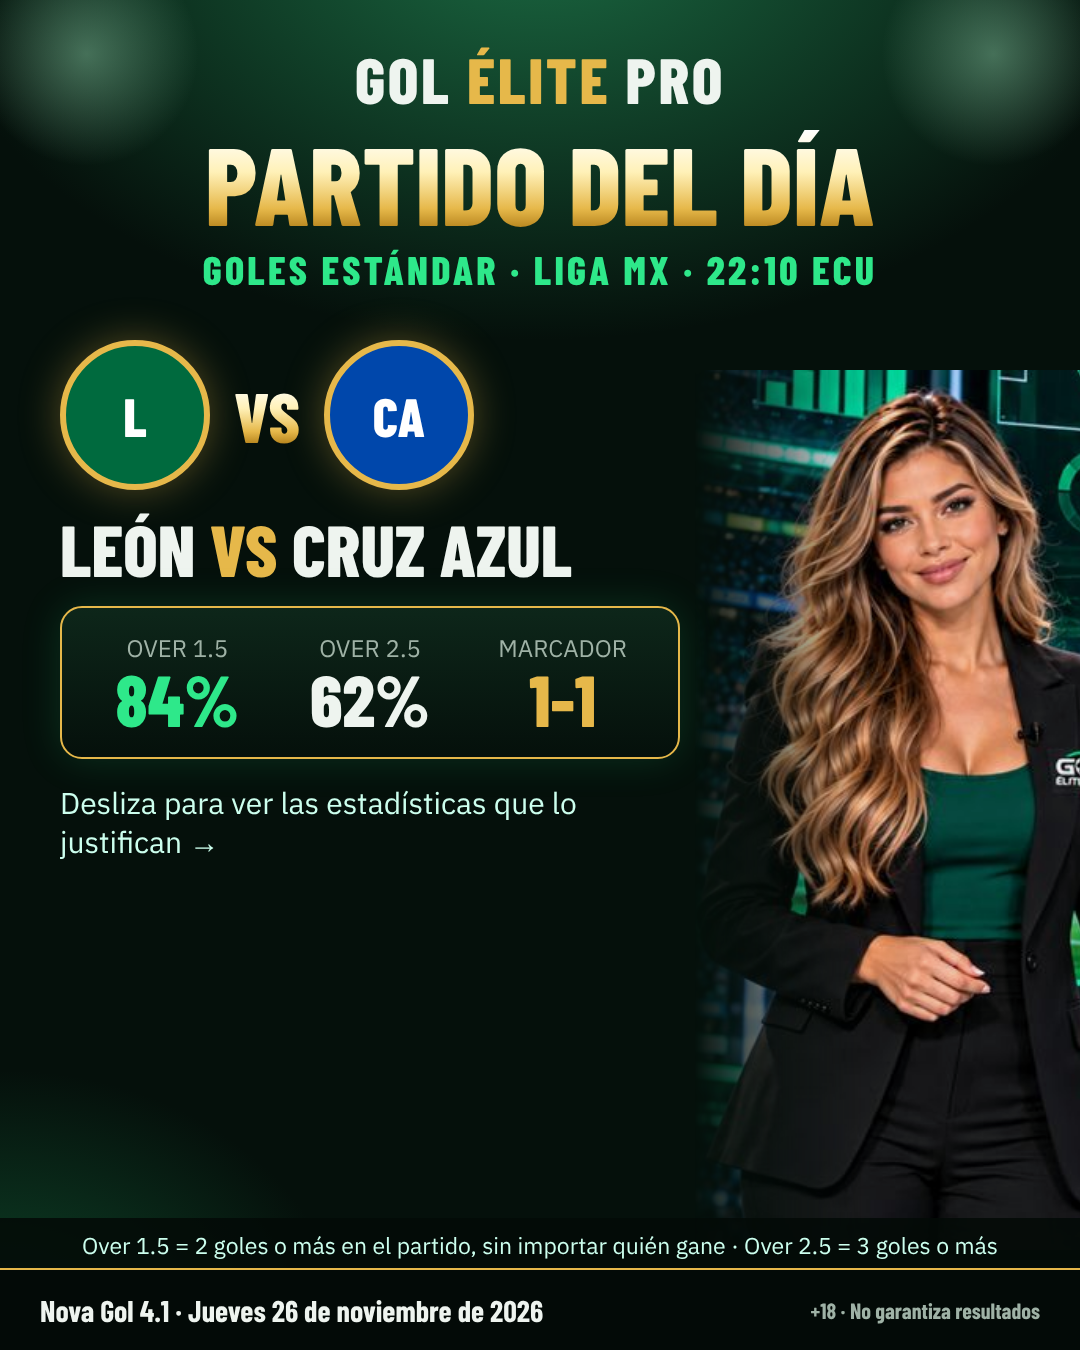 GOL ÉLITE PRO
PARTIDO DEL DÍA
GOLES ESTÁNDAR · LIGA MX · 22:10 ECU
L VS CA
LEÓN VS CRUZ AZUL
OVER 1.5 OVER 2.5 MARCADOR
84% 62% 1-1
Desliza para ver las estadísticas que lo
justifican →
Over 1.5 = 2 goles o más en el partido, sin importar quién gane · Over 2.5 = 3 goles o más
Nova Gol 4.1 · Jueves 26 de noviembre de 2026
+18 · No garantiza resultados